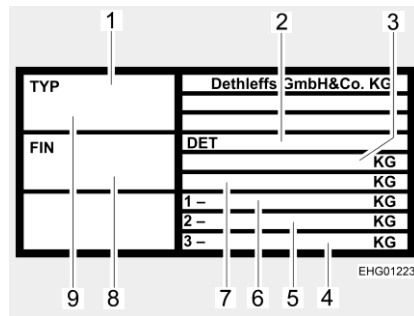 1 2 3
TYP
Dethleffs GmbH&Co. KG
FIN
DET
KG
KG
1 – KG
2 – KG
3 – KG
EHG01223
9 8 7 6 5 4